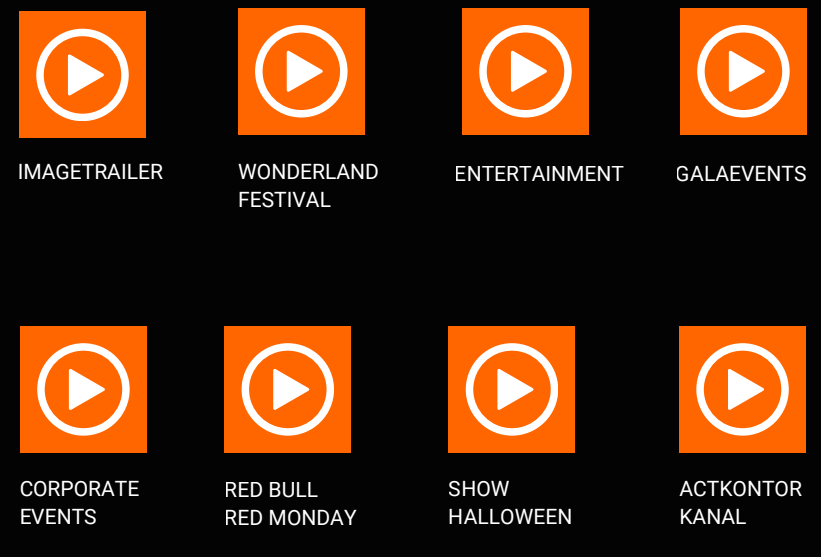 IMAGETRAILER
WONDERLAND
FESTIVAL
ENTERTAINMENT
GALAEVENTS
CORPORATE
EVENTS
RED BULL
RED MONDAY
SHOW
HALLOWEEN
ACTKONTOR
KANAL